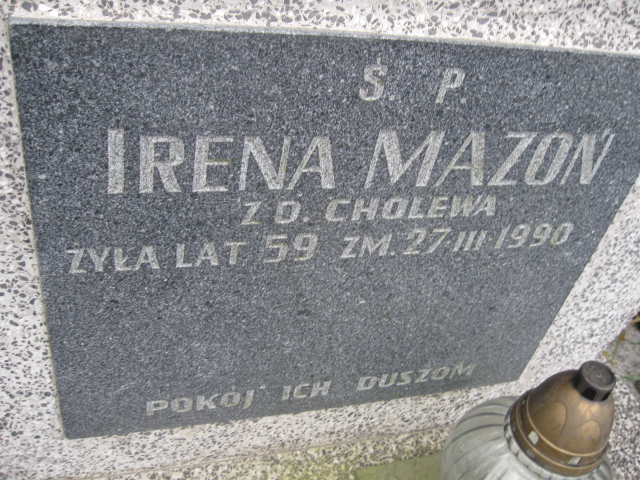 Ś. P.
IRENA MAZOŃ
Z D. CHOLEWA
ŻYŁA LAT 59 ZM. 27-III-1990
POKÓJ ICH DUSZOM